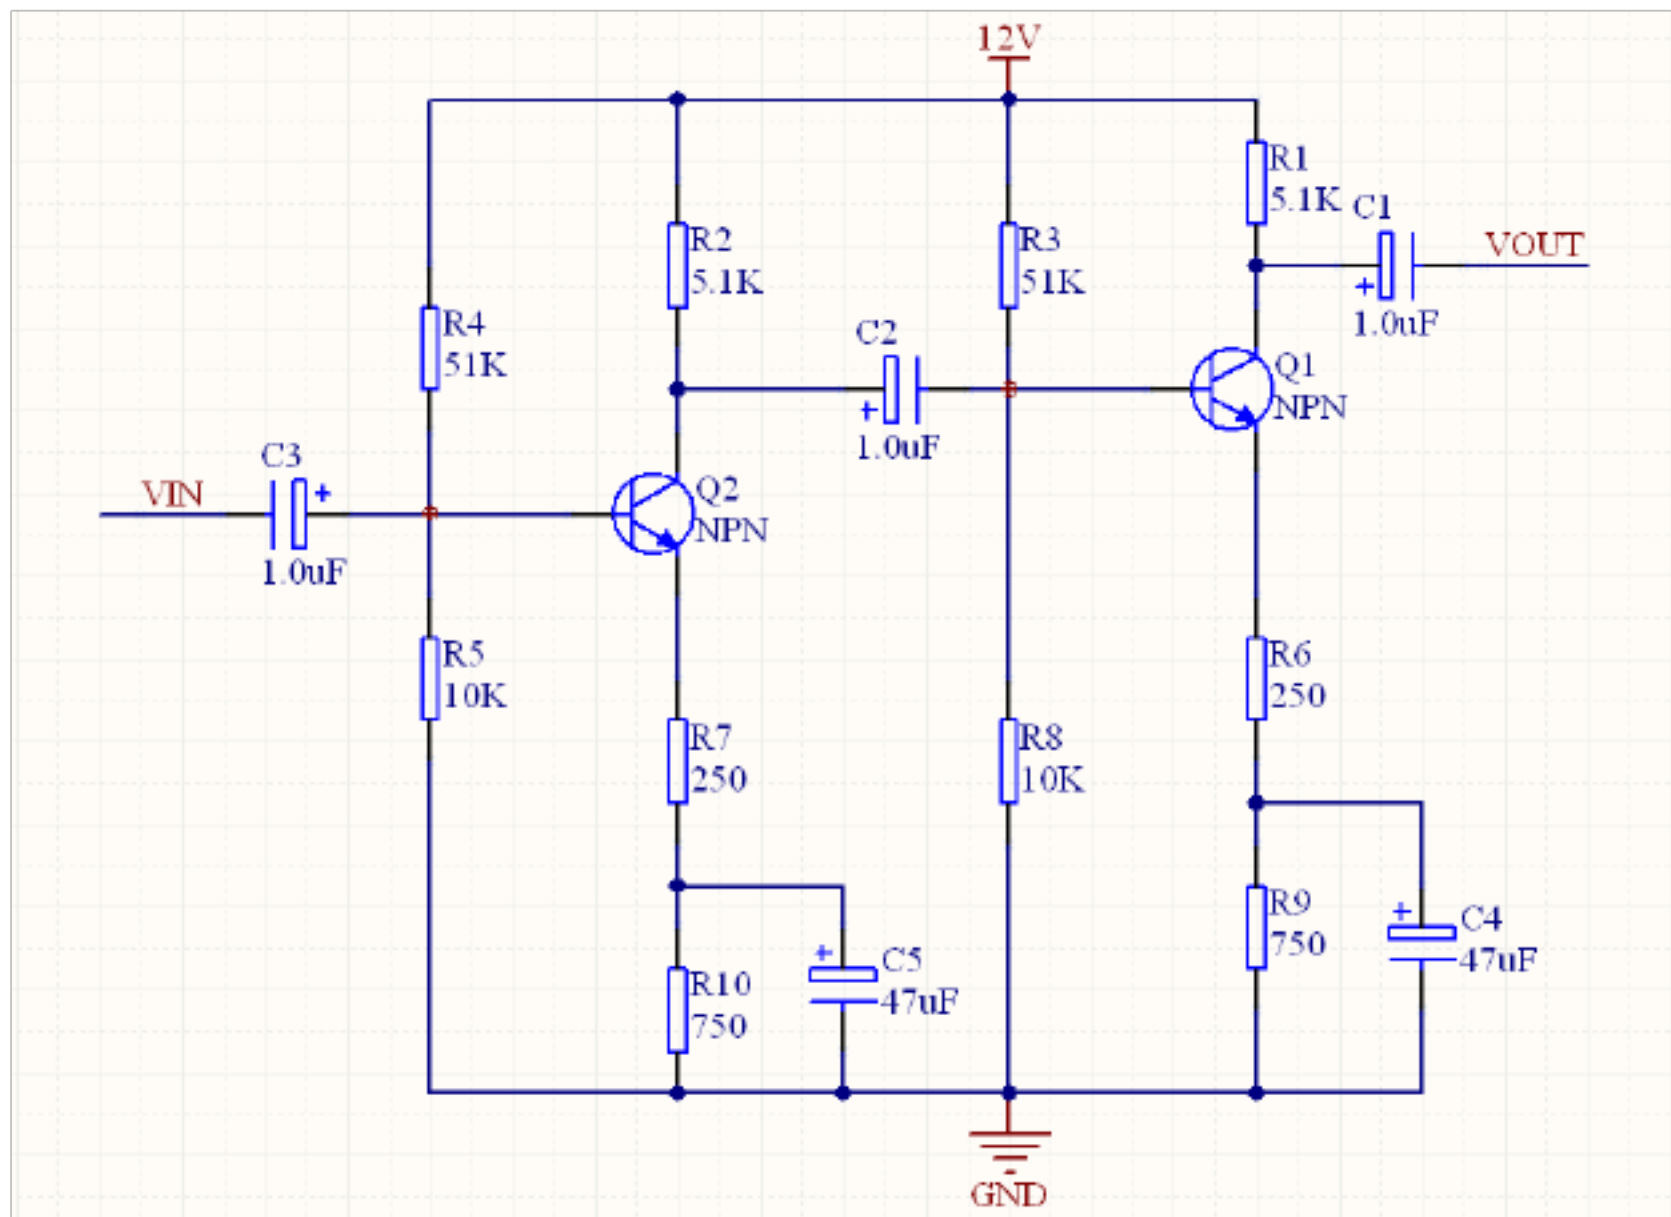 12V
R1
5.1K
C1
VOUT
+
1.0uF
R2
5.1K
R3
51K
R4
51K
C2
+
1.0uF
Q1
NPN
C3
VIN
+
1.0uF
Q2
NPN
R5
10K
R6
250
R7
250
R8
10K
R9
750
+
C4
47uF
R10
750
+
C5
47uF
GND